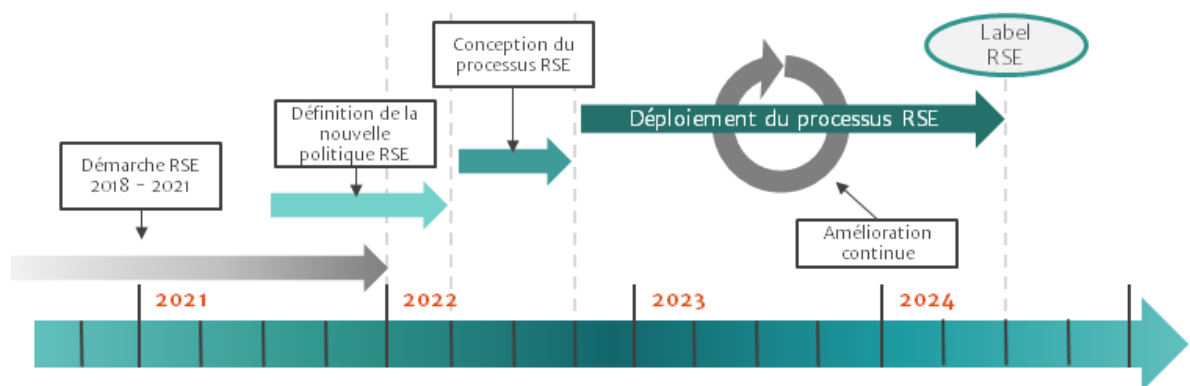 Label
RSE
Conception du
processus RSE
Déploiement du processus RSE
Définition de la
nouvelle
politique RSE
Démarche RSE
2018 - 2021
Amélioration
continue
2021
2022
2023
2024